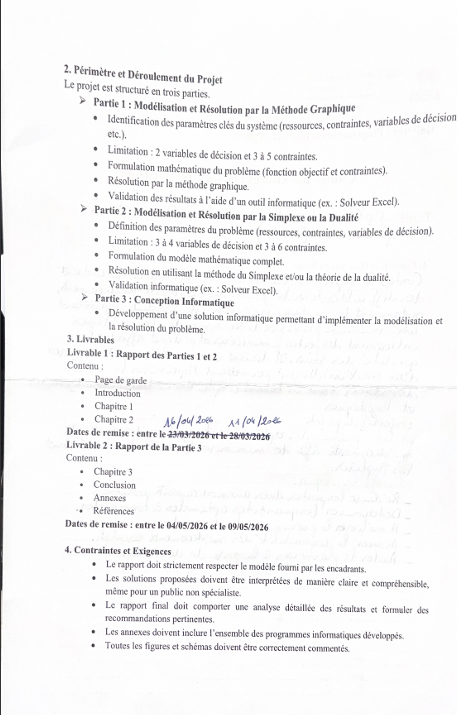 2. Périmètre et Déroulement du Projet
Le projet est structuré en trois parties.
➢ Partie 1 : Modélisation et Résolution par la Méthode Graphique
• Identification des paramètres clés du système (ressources, contraintes, variables de décision
etc.).
• Limitation : 2 variables de décision et 3 à 5 contraintes.
• Formulation mathématique du problème (fonction objectif et contraintes).
• Résolution par la méthode graphique.
• Validation des résultats à l'aide d'un outil informatique (ex. : Solveur Excel).
➢ Partie 2 : Modélisation et Résolution par la Simplexe ou la Dualité
• Définition des paramètres du problème (ressources, contraintes, variables de décision).
• Limitation : 3 à 4 variables de décision et 3 à 6 contraintes.
• Formulation du modèle mathématique complet.
• Résolution en utilisant la méthode du Simplexe et/ou la théorie de la dualité.
• Validation informatique (ex. : Solveur Excel).
➢ Partie 3 : Conception Informatique
• Développement d'une solution informatique permettant d'implémenter la modélisation et
la résolution du problème.
3. Livrables
Livrable 1 : Rapport des Parties 1 et 2
Contenu :
• Page de garde
• Introduction
• Chapitre 1
• Chapitre 2
16/04/2026 11/04/2026
Dates de remise : entre le 23/03/2026 et le 28/03/2026
Livrable 2 : Rapport de la Partie 3
Contenu :
• Chapitre 3
• Conclusion
• Annexes
• Références
Dates de remise : entre le 04/05/2026 et le 09/05/2026
4. Contraintes et Exigences
• Le rapport doit strictement respecter le modèle fourni par les encadrants.
• Les solutions proposées doivent être interprétées de manière claire et compréhensible,
même pour un public non spécialiste.
• Le rapport final doit comporter une analyse détaillée des résultats et formuler des
recommandations pertinentes.
• Les annexes doivent inclure l'ensemble des programmes informatiques développés.
• Toutes les figures et schémas doivent être correctement commentés.